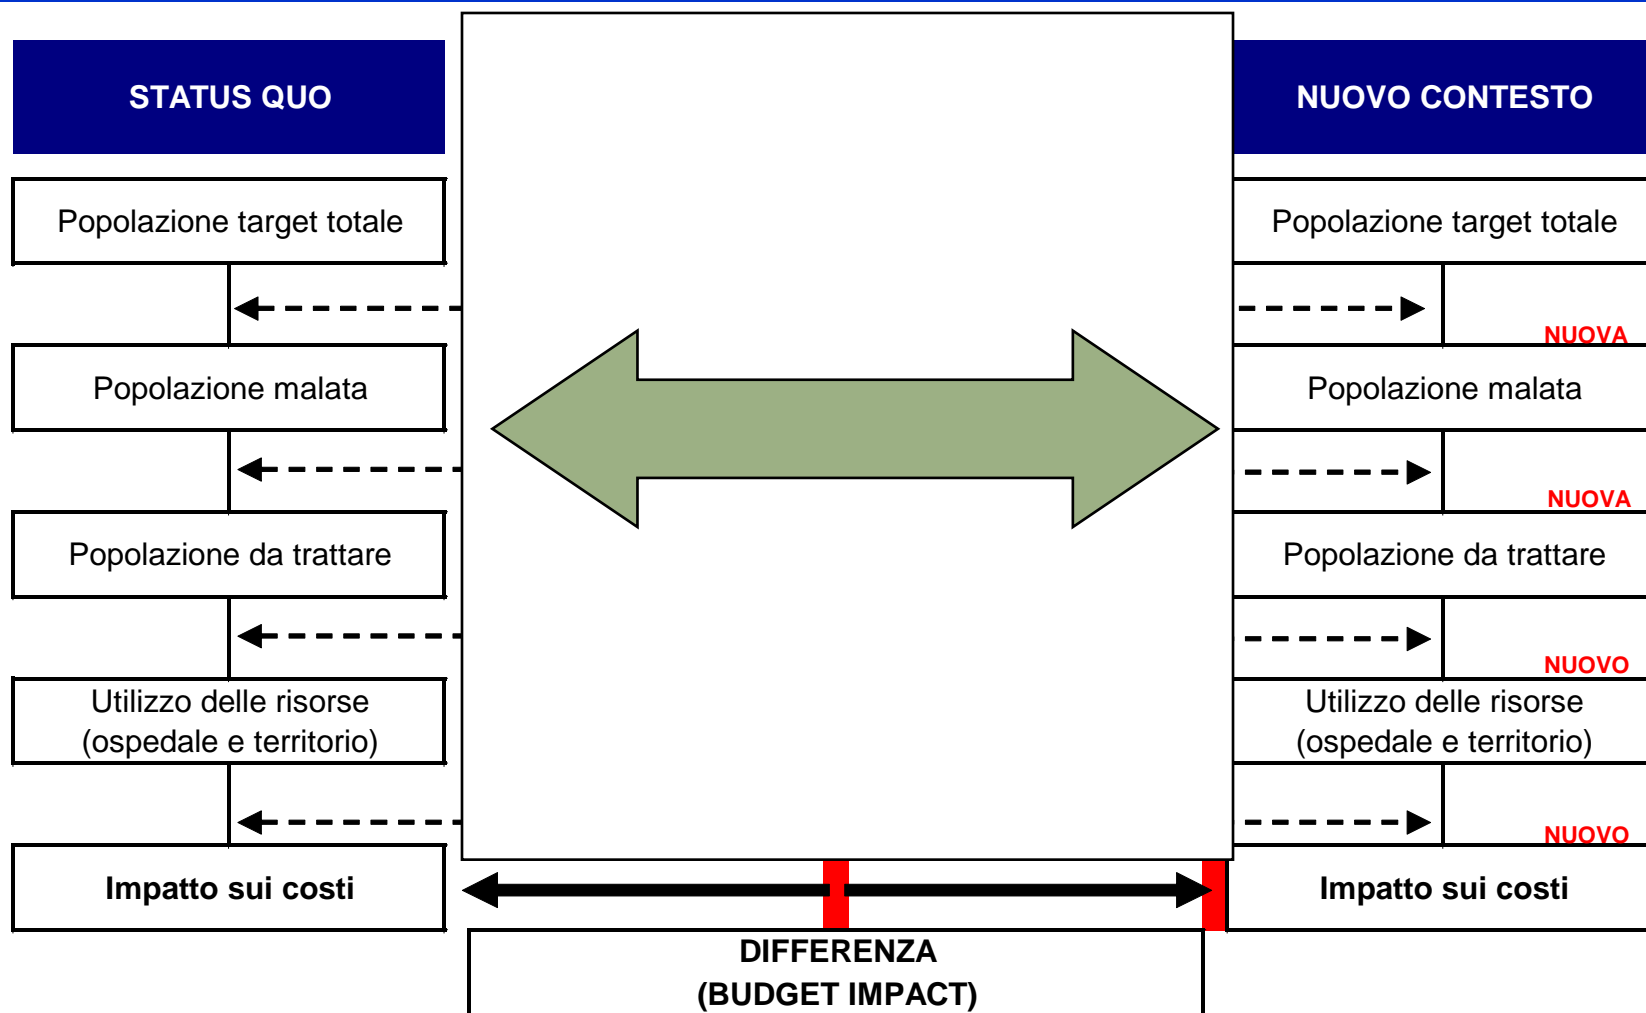 STATUS QUO
NUOVO CONTESTO
Popolazione target totale
Popolazione target totale
NUOVA
Popolazione malata
Popolazione malata
NUOVA
Popolazione da trattare
Popolazione da trattare
NUOVO
Utilizzo delle risorse
(ospedale e territorio)
Utilizzo delle risorse
(ospedale e territorio)
NUOVO
Impatto sui costi
Impatto sui costi
DIFFERENZA
(BUDGET IMPACT)